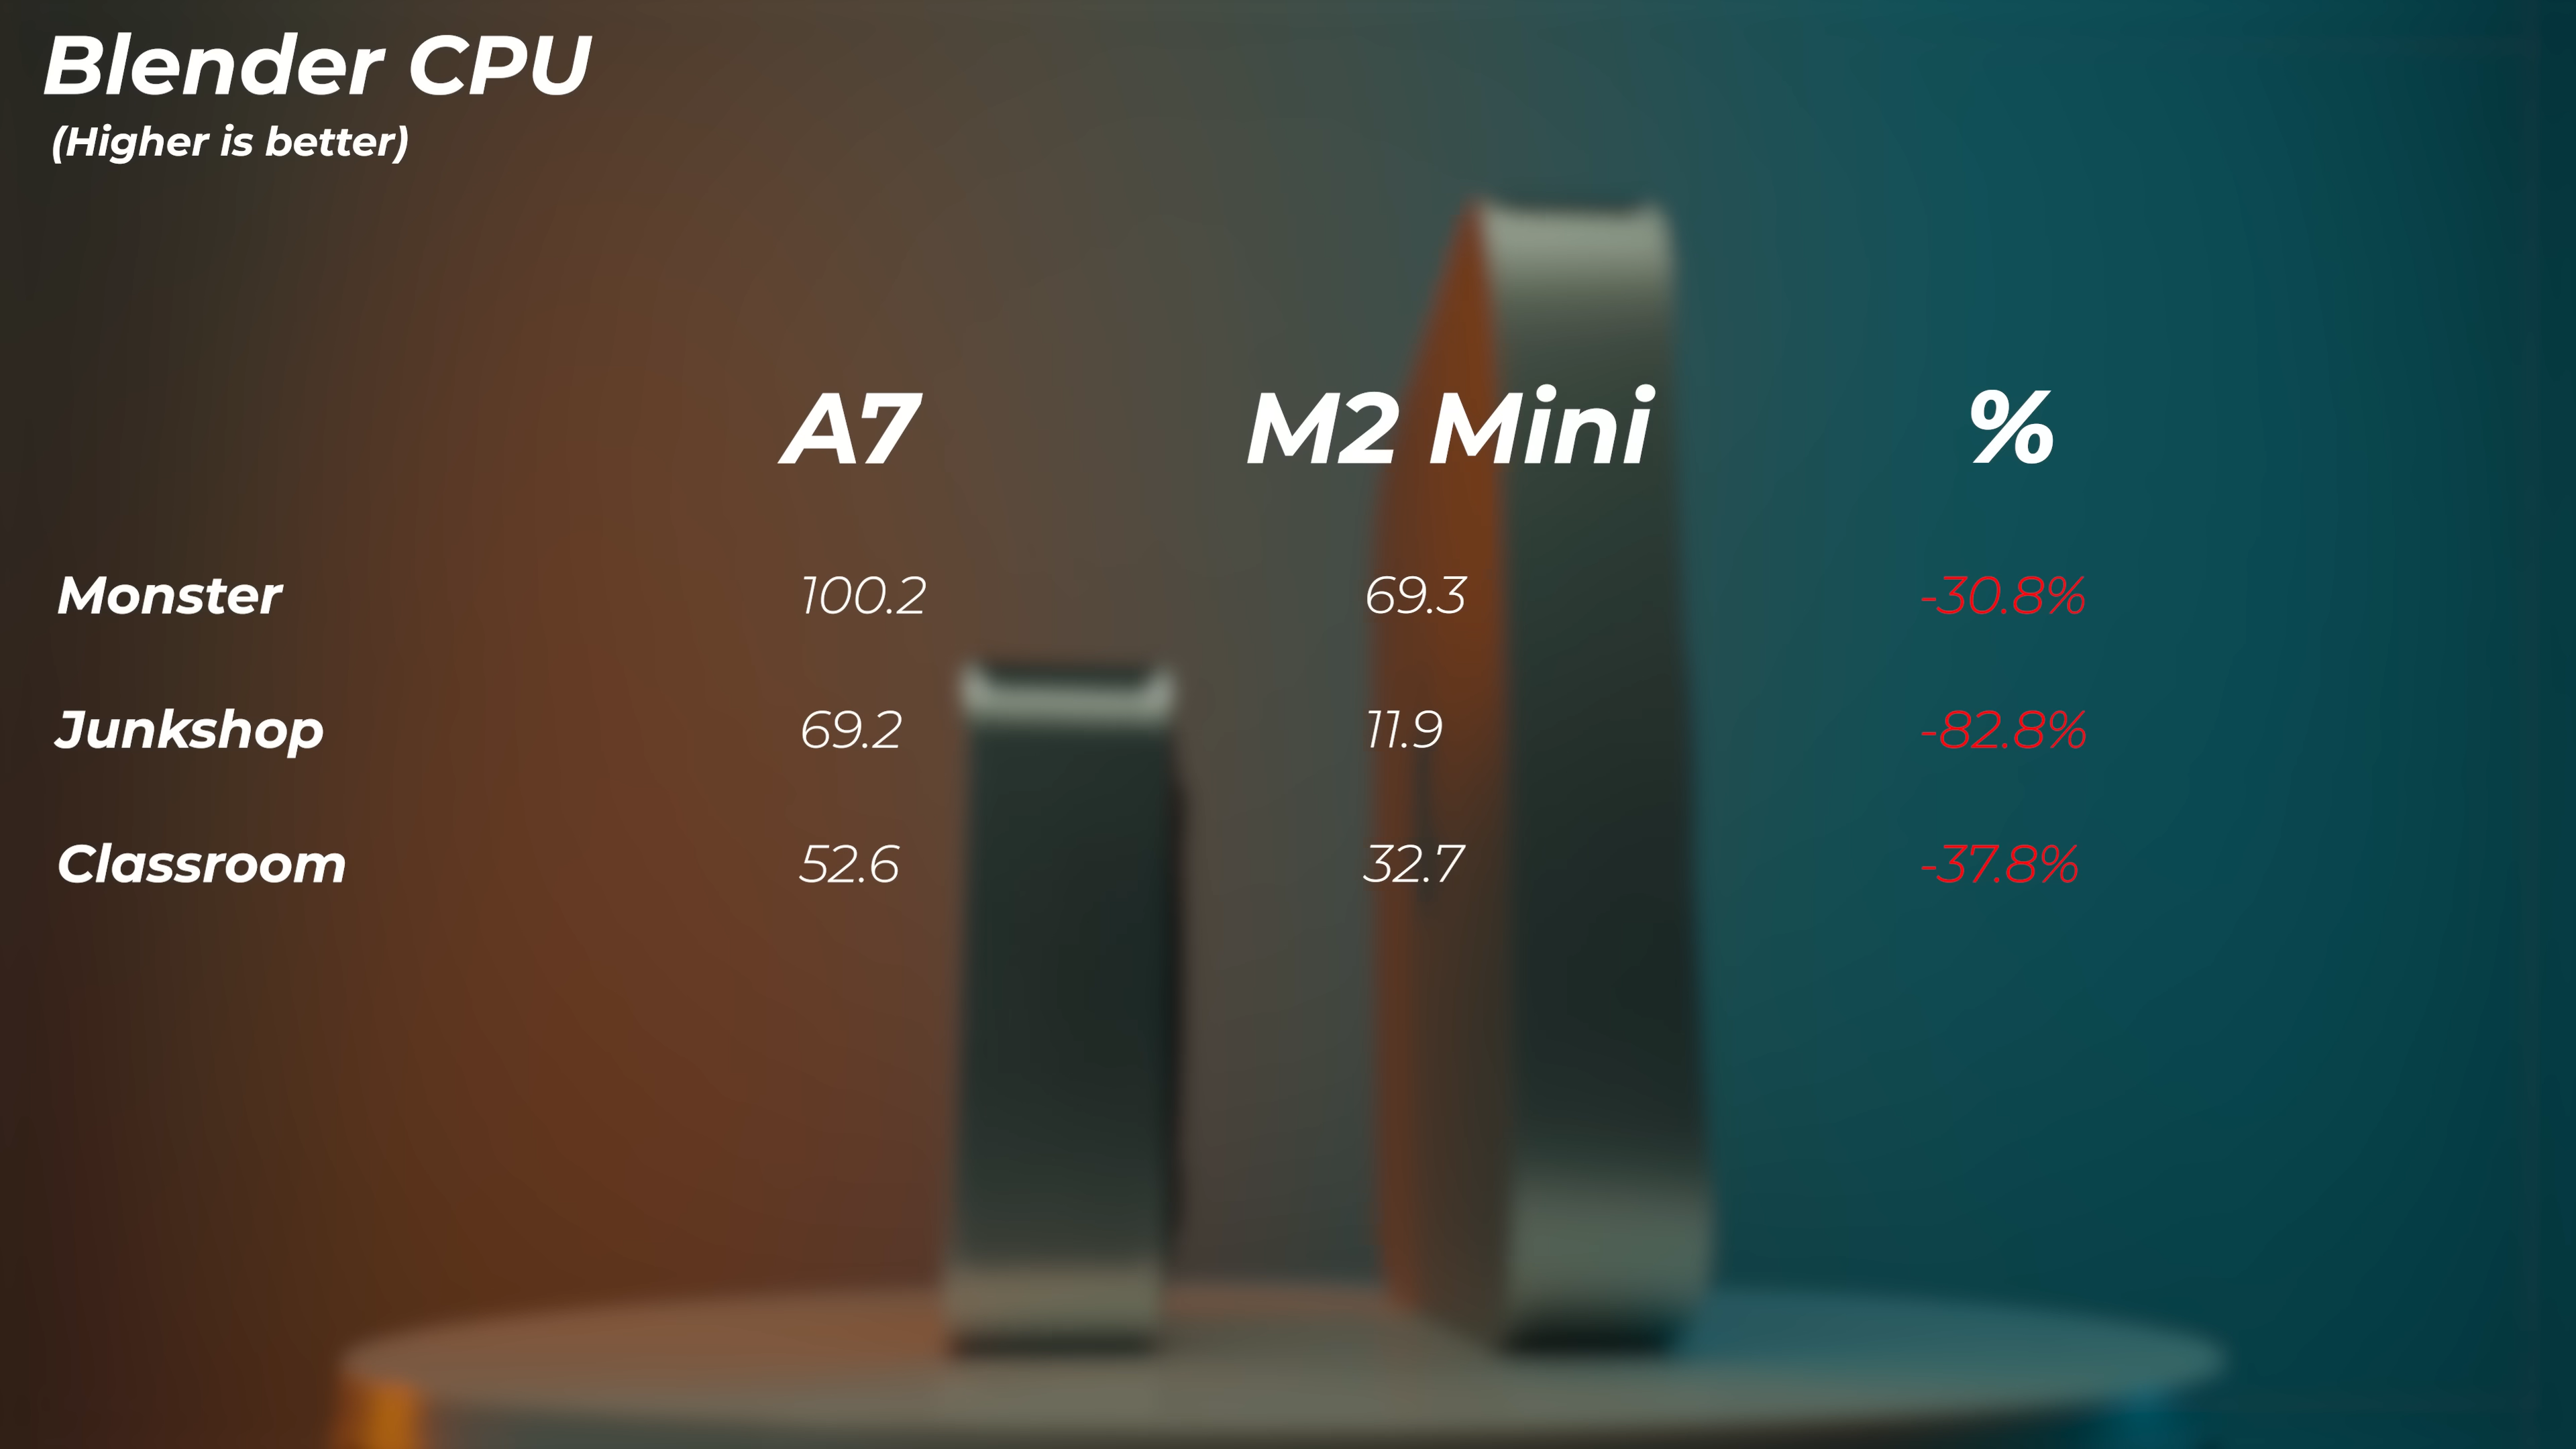 Blender CPU
(Higher is better)
A7 M2 Mini %
Monster 100.2 69.3 -30.8%
Junkshop 69.2 11.9 -82.8%
Classroom 52.6 32.7 -37.8%